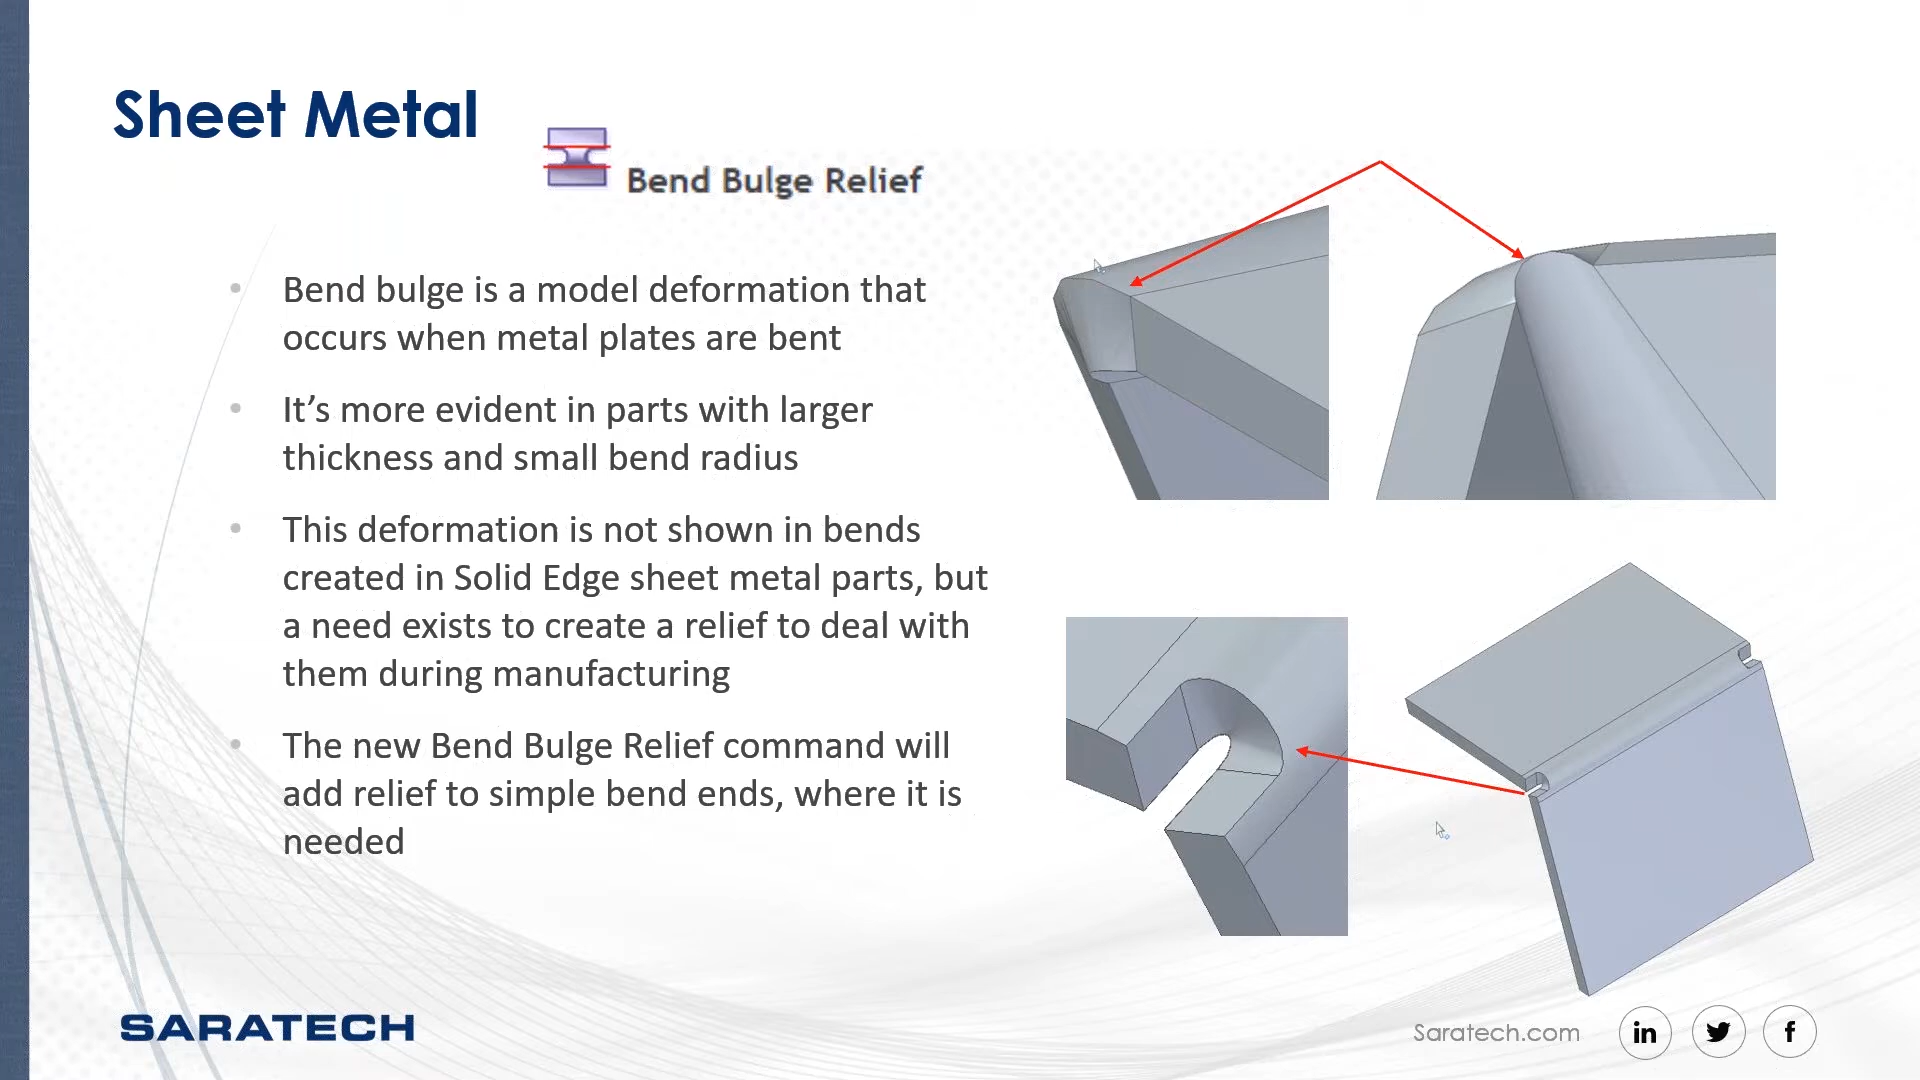 Sheet Metal
Bend Bulge Relief
• Bend bulge is a model deformation that
occurs when metal plates are bent
• It’s more evident in parts with larger
thickness and small bend radius
• This deformation is not shown in bends
created in Solid Edge sheet metal parts, but
a need exists to create a relief to deal with
them during manufacturing
• The new Bend Bulge Relief command will
add relief to simple bend ends, where it is
needed
SARATECH
Saratech.com
in
f